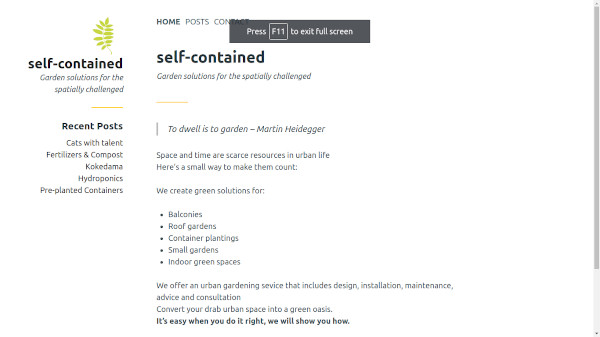 HOME POSTS CONTACT
Press F11 to exit full screen
self-contained
Garden solutions for the
spatially challenged
Recent Posts
Cats with talent
Fertilizers & Compost
Kokedama
Hydroponics
Pre-planted Containers
self-contained
Garden solutions for the spatially challenged
To dwell is to garden – Martin Heidegger
Space and time are scarce resources in urban life
Here's a small way to make them count:
We create green solutions for:
Balconies
Roof gardens
Container plantings
Small gardens
Indoor green spaces
We offer an urban gardening sevice that includes design, installation, maintenance,
advice and consultation
Convert your drab urban space into a green oasis.
It's easy when you do it right, we will show you how.